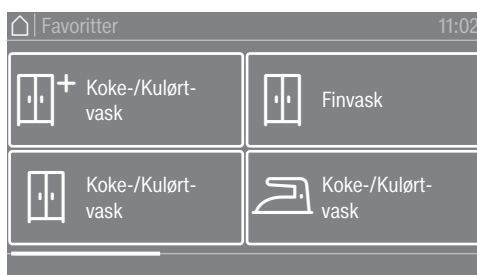 Favoritter 11:02
Koke-/Kulørt-
vask
Finvask
Koke-/Kulørt-
vask
Koke-/Kulørt-
vask